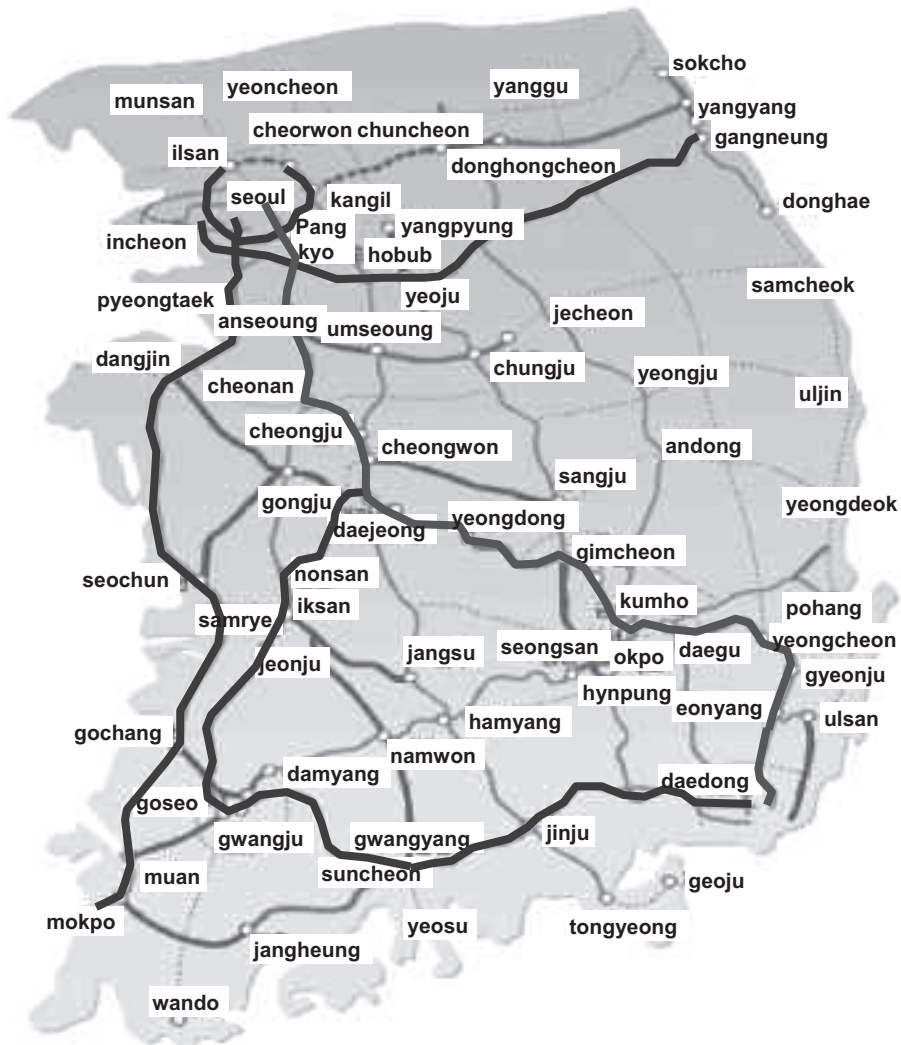 sokcho
yeoncheon
yanggu
munsan
yangyang
cheorwon chuncheon
gangneung
ilsan
donghongcheon
seoul
kangil
donghae
Pang
kyo
yangpyung
incheon
hobub
samcheok
pyeongtaek
yeoju
anseoung
umseoung
jecheon
dangjin
chungju
yeongju
cheonan
uljin
cheongju
cheongwon
andong
sangju
gongju
yeongdeok
daejeong
yeongdong
gimcheon
seochun
nonsan
kumho
iksan
pohang
samrye
yeongcheon
jeonju
jangsu
seongsan
okpo
daegu
gyeonju
hynpung
eonyang
gochang
hamyang
ulsan
namwon
damyang
daedong
goseo
gwangju
gwangyang
jinju
muan
suncheon
geoju
mokpo
yeosu
tongyeong
jangheung
wando